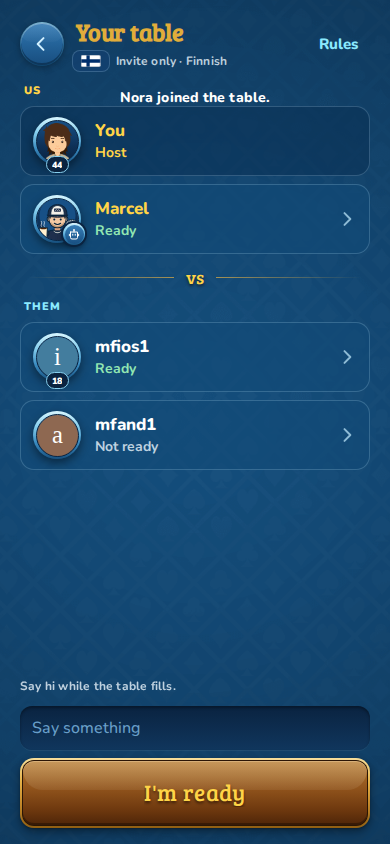 Your table
Rules
Invite only · Finnish
US
Nora joined the table.
You
Host
44
Marcel
Ready
VS
THEM
i
mfios1
Ready
18
a
mfand1
Not ready
Say hi while the table fills.
Say something
I'm ready